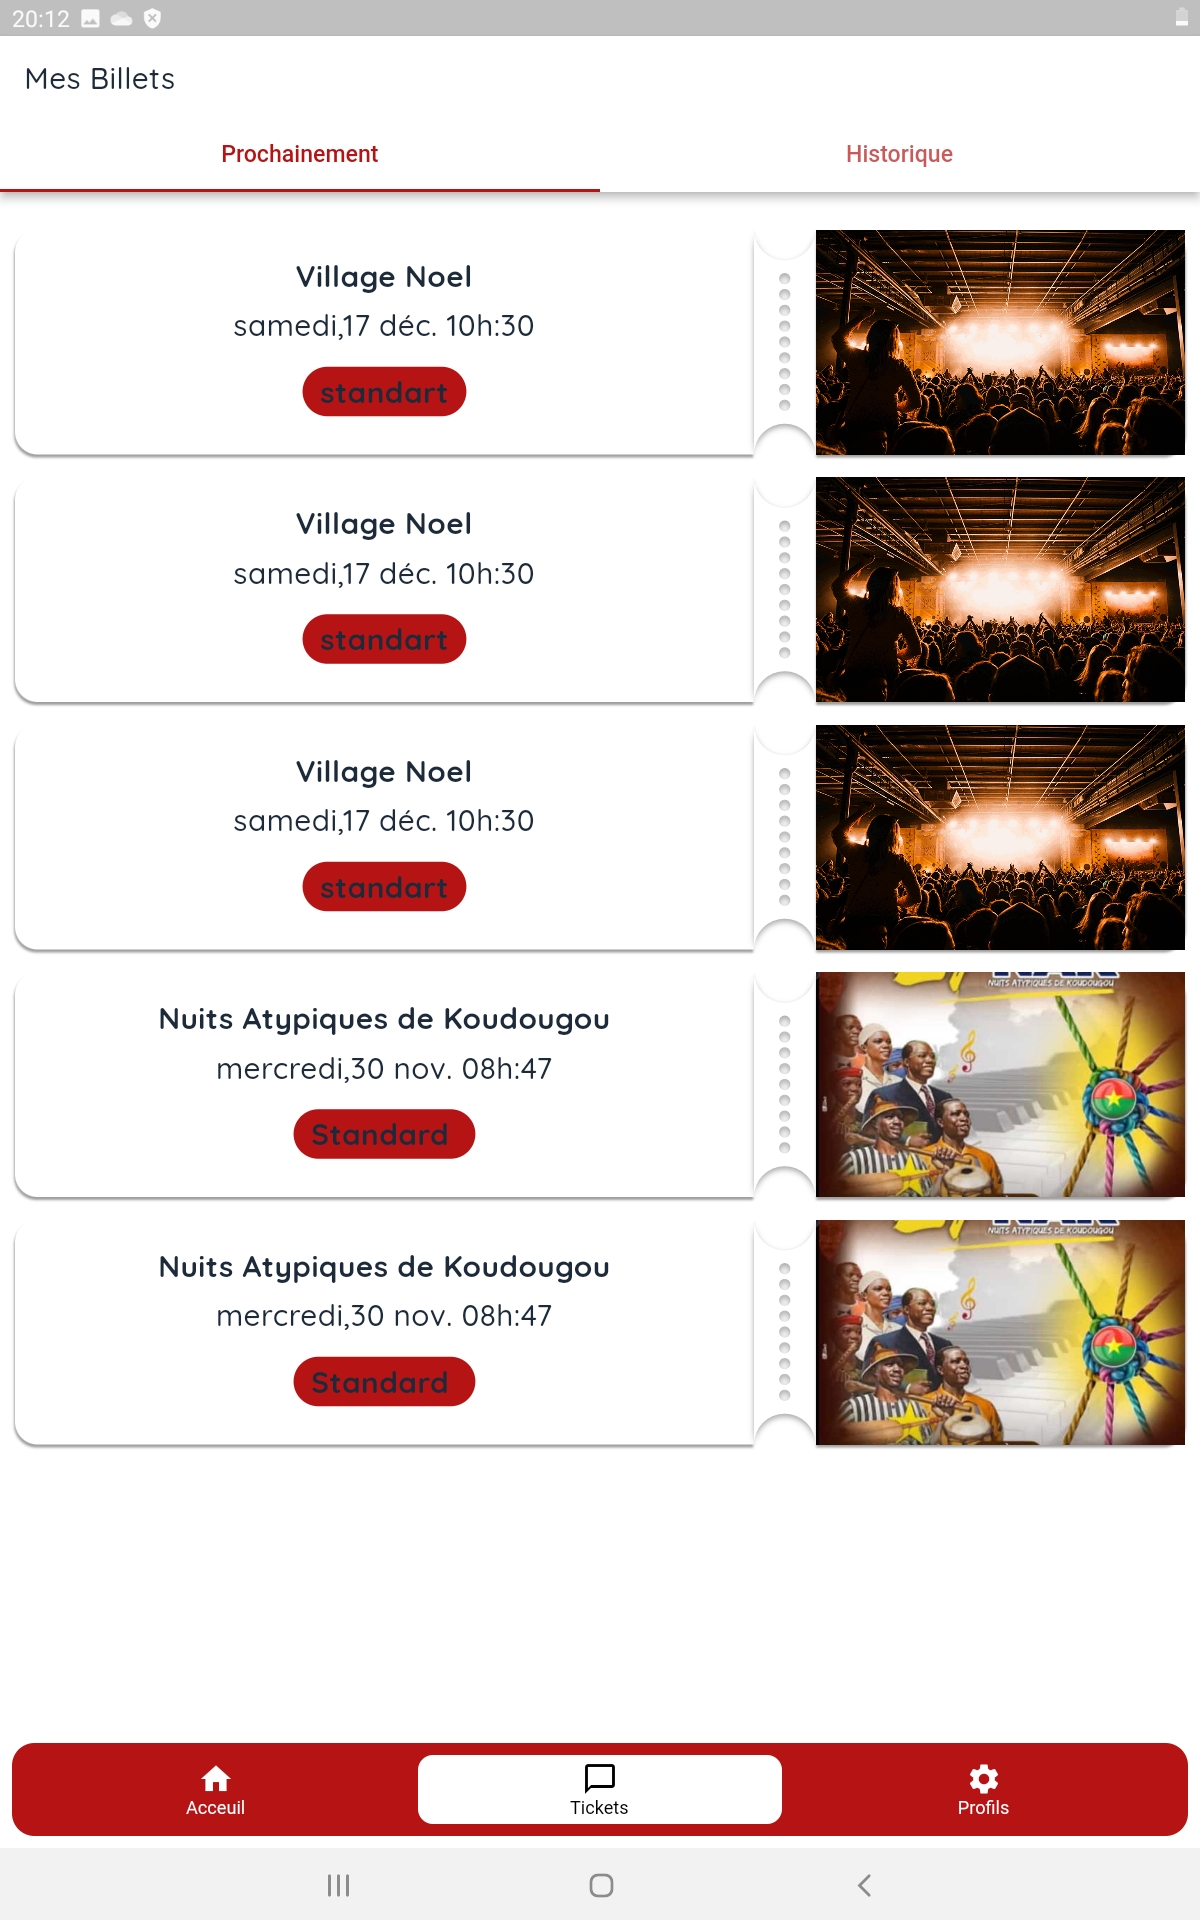 20:12
Mes Billets
Prochainement
Historique
Village Noel
samedi,17 déc. 10h:30
standart
Village Noel
samedi,17 déc. 10h:30
standart
Village Noel
samedi,17 déc. 10h:30
standart
Nuits Atypiques de Koudougou
mercredi,30 nov. 08h:47
Standard
NUITS ATYPIQUES DE KOUDOUGOU
Nuits Atypiques de Koudougou
mercredi,30 nov. 08h:47
Standard
NUITS ATYPIQUES DE KOUDOUGOU
Acceuil
Tickets
Profils